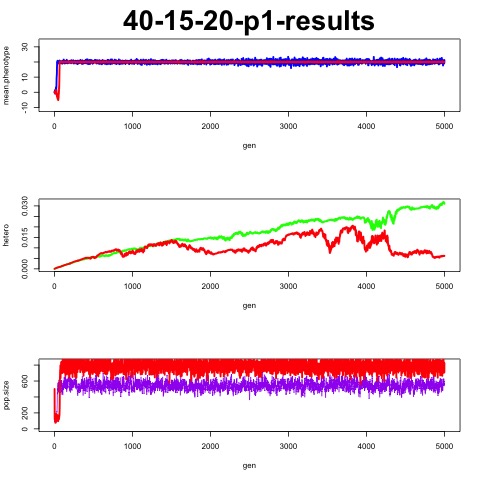 40-15-20-p1-results
mean.phenotype
30
10
0
-10
0 1000 2000 3000 4000 5000
gen
hetero
0.030
0.015
0.000
0 1000 2000 3000 4000 5000
gen
pop.size
600
200
0
0 1000 2000 3000 4000 5000
gen